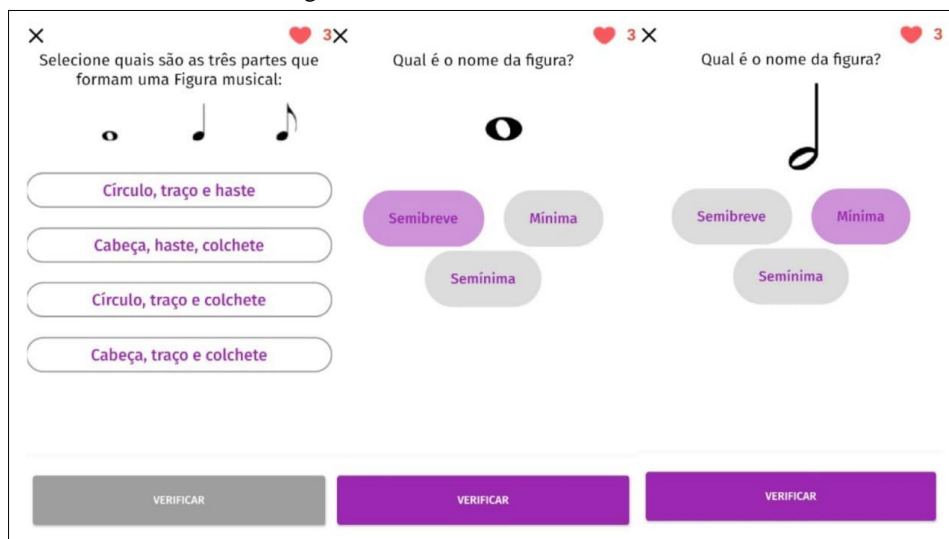 3
Selecione quais são as três partes que
formam uma Figura musical:
Círculo, traço e haste
Cabeça, haste, colchete
Círculo, traço e colchete
Cabeça, traço e colchete
VERIFICAR
3
Qual é o nome da figura?
Semibreve
Mínima
Semínima
VERIFICAR
3
Qual é o nome da figura?
Semibreve
Mínima
Semínima
VERIFICAR